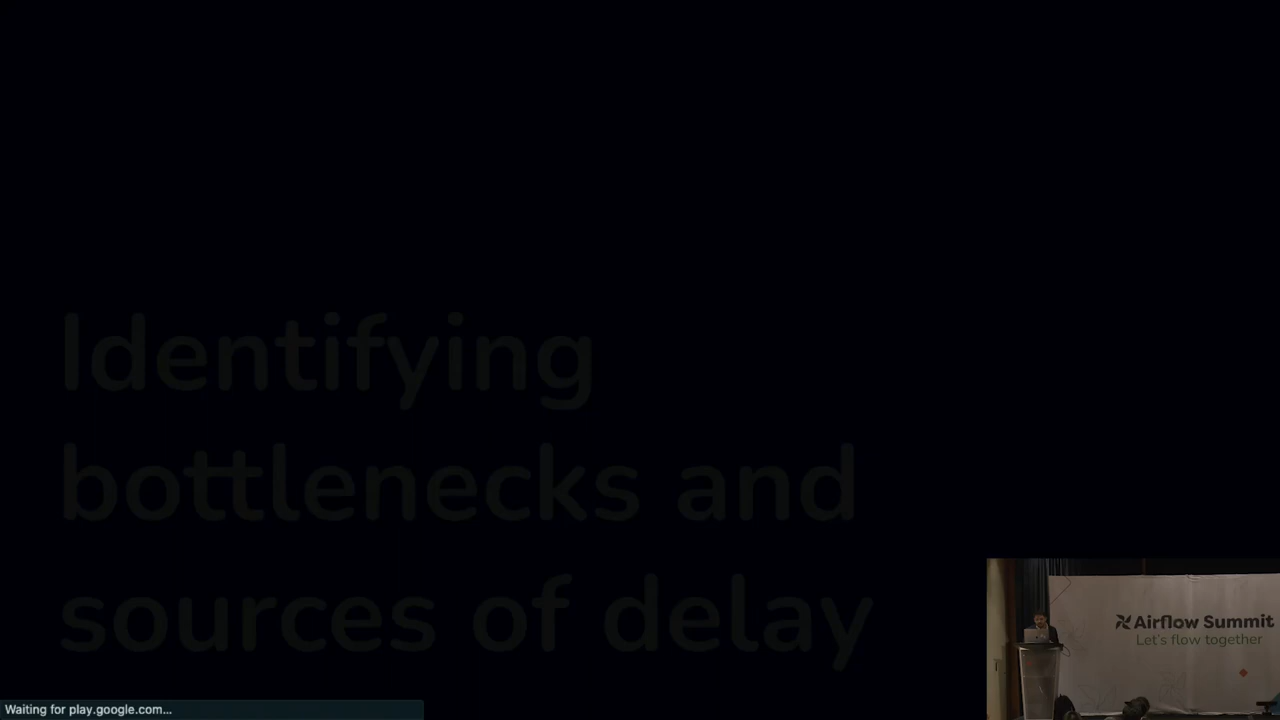 Identifying
bottlenecks and
sources of delay
Airflow Summit
Let's flow together
Waiting for play.google.com...